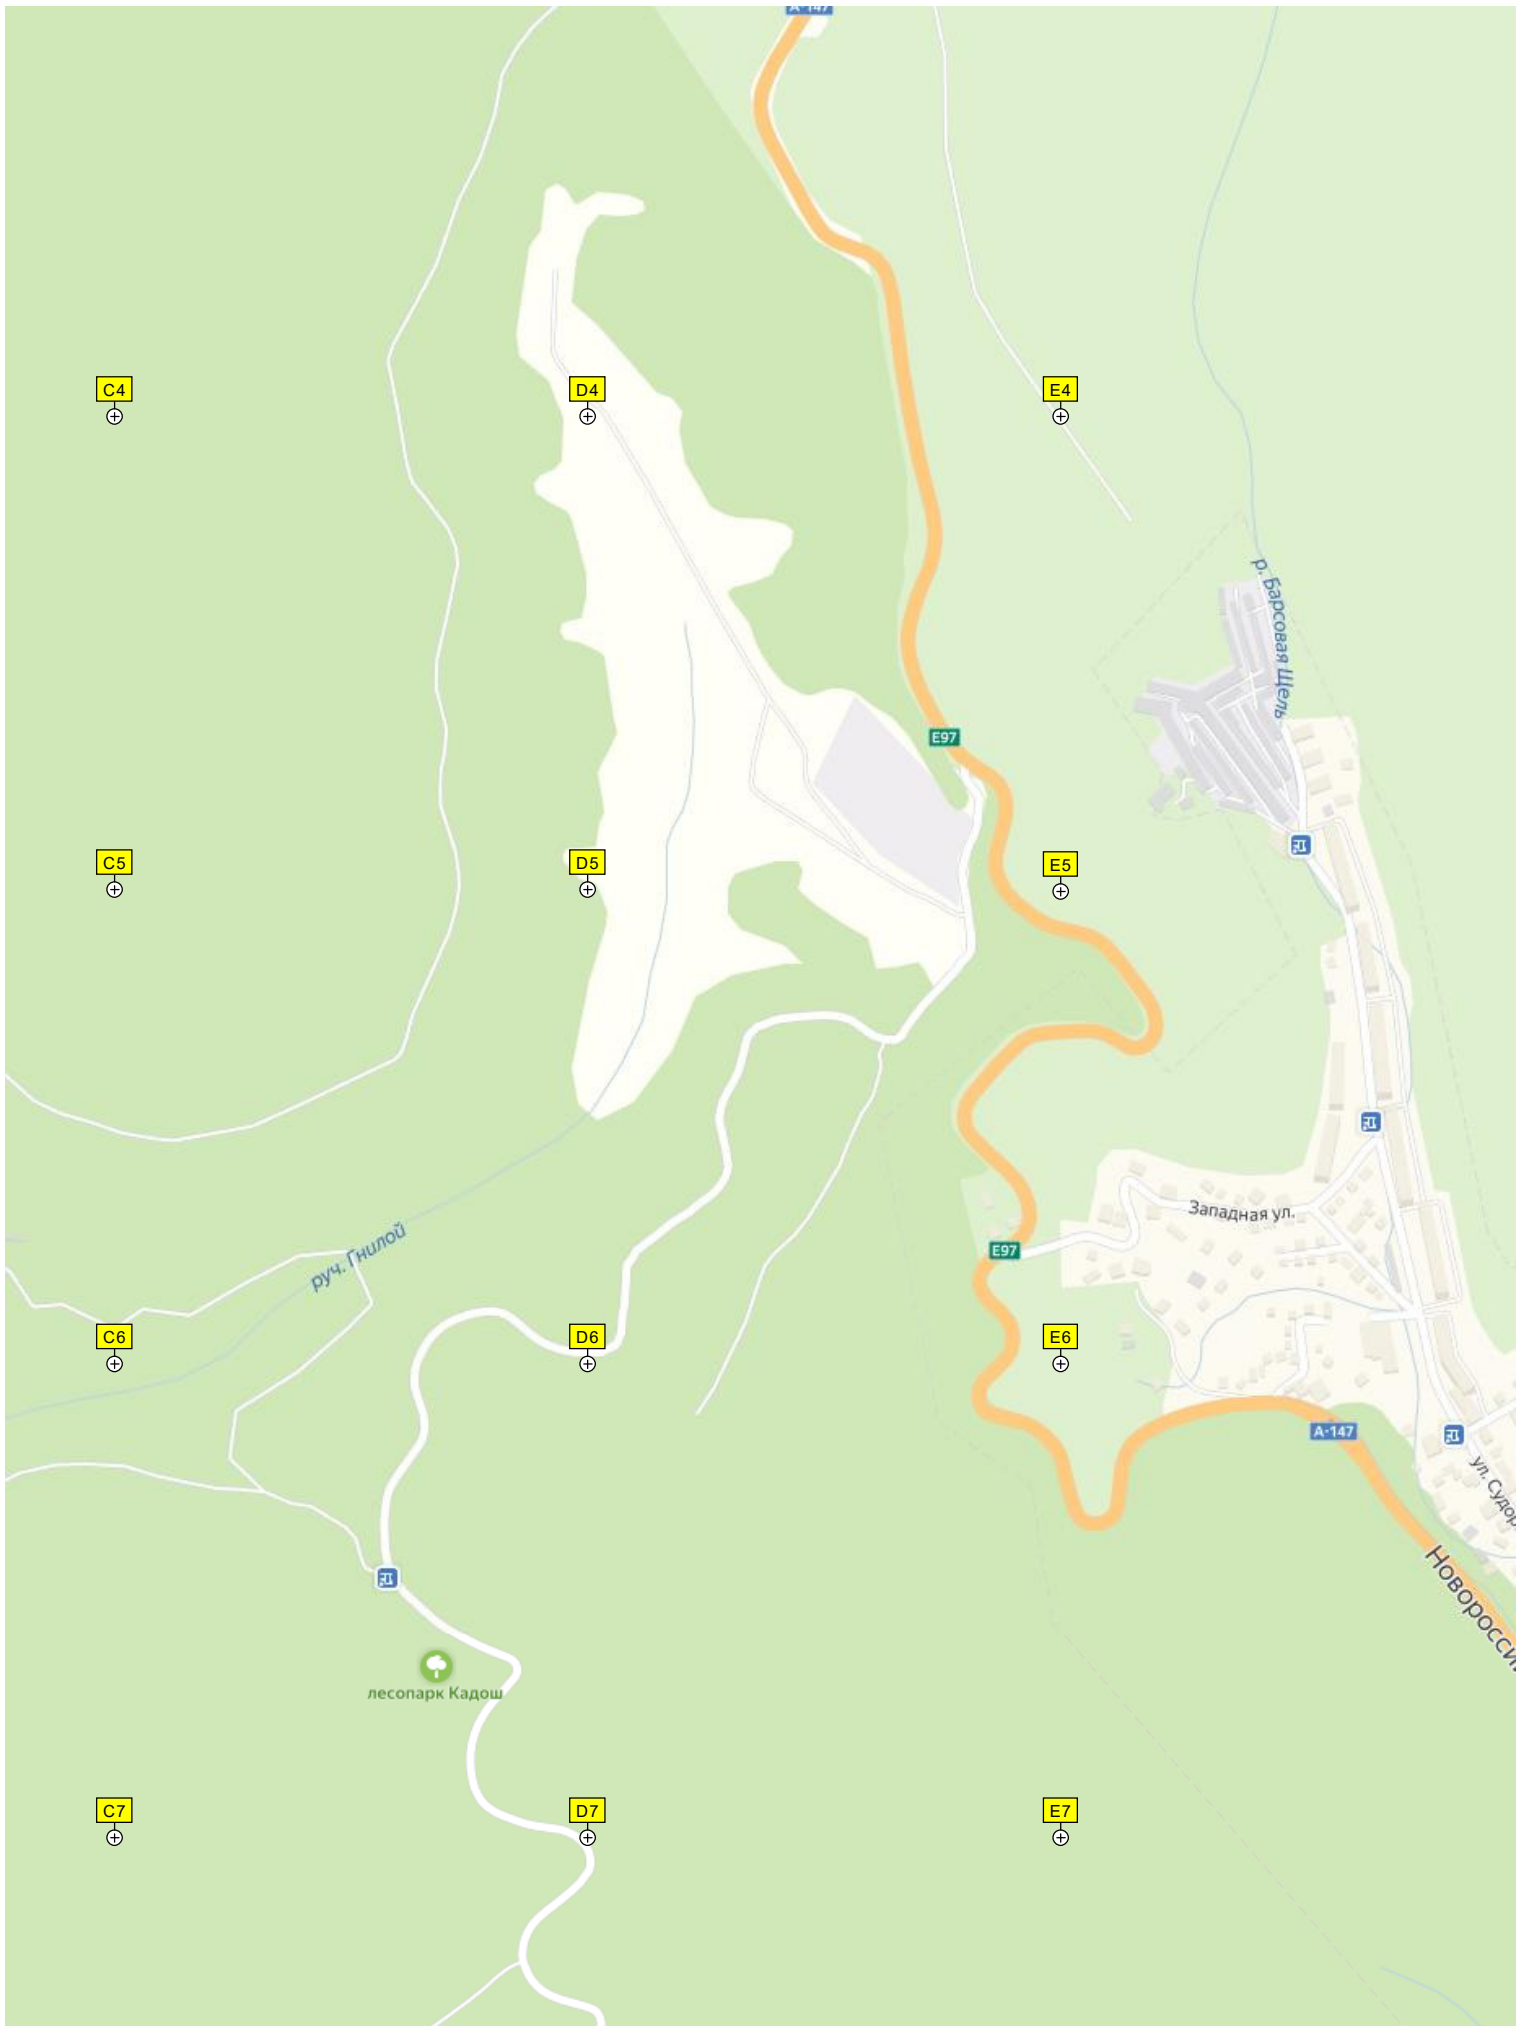 A-147
C4
D4
E4
р. Барсовая Щель
E97
C5
D5
E5
Западная ул.
руч. Гнилой
E97
C6
D6
E6
A-147
ул. Судор
Новоросси
лесопарк Кадош
C7
D7
E7